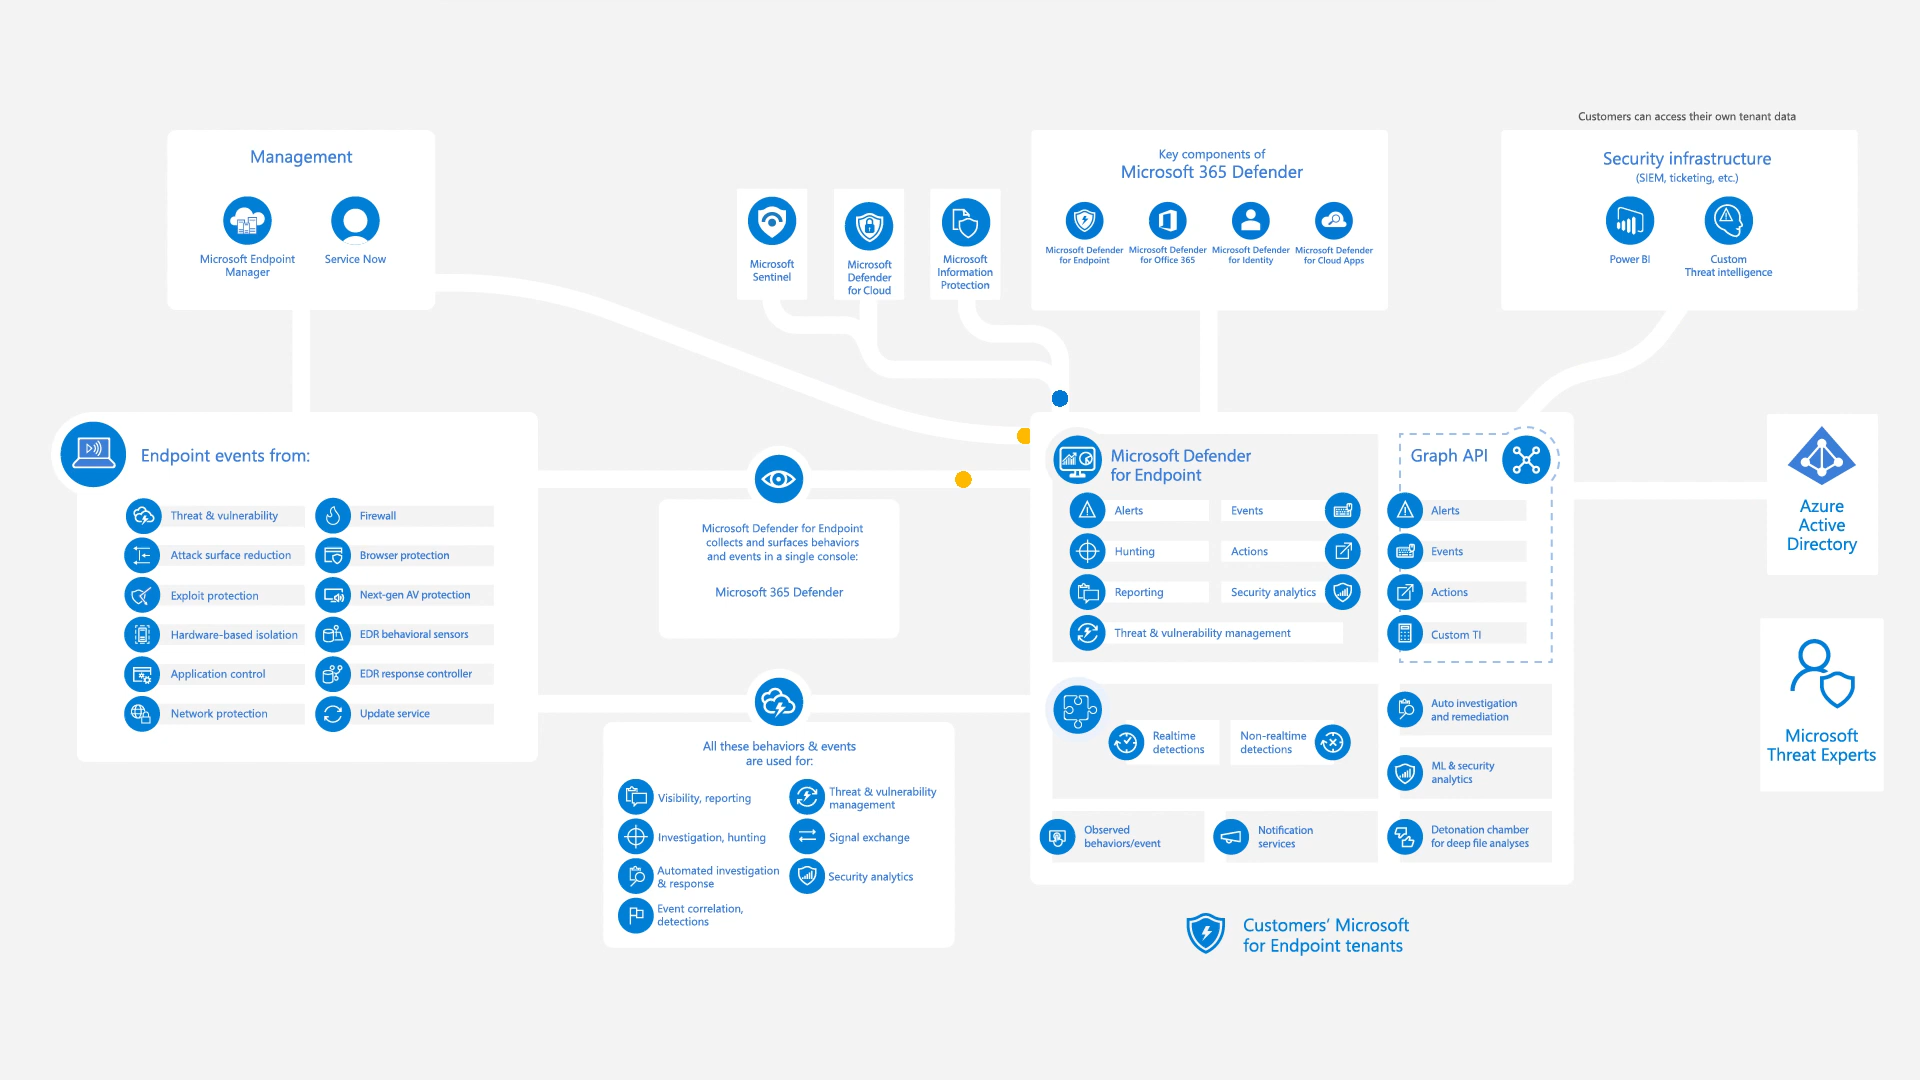 Customers can access their own tenant data
Management
Microsoft Endpoint
Manager
Service Now
Microsoft
Sentinel
Microsoft
Defender
for Cloud
Microsoft
Information
Protection
Key components of
Microsoft 365 Defender
Microsoft Defender
for Endpoint
Microsoft Defender
for Office 365
Microsoft Defender
for Identity
Microsoft Defender
for Cloud Apps
Security infrastructure
(SIEM, ticketing, etc.)
Power BI
Custom
Threat intelligence
Endpoint events from:
Threat & vulnerability
Firewall
Attack surface reduction
Browser protection
Exploit protection
Next-gen AV protection
Hardware-based isolation
EDR behavioral sensors
Application control
EDR response controller
Network protection
Update service
Microsoft Defender for Endpoint
collects and surfaces behaviors
and events in a single console:
Microsoft 365 Defender
All these behaviors & events
are used for:
Visibility, reporting
Threat & vulnerability
management
Investigation, hunting
Signal exchange
Automated investigation
& response
Security analytics
Event correlation,
detections
Microsoft Defender
for Endpoint
Alerts
Events
Hunting
Actions
Reporting
Security analytics
Threat & vulnerability management
Graph API
Alerts
Events
Actions
Custom TI
Realtime
detections
Non-realtime
detections
Auto investigation
and remediation
ML & security
analytics
Observed
behaviors/event
Notification
services
Detonation chamber
for deep file analyses
Azure
Active
Directory
Microsoft
Threat Experts
Customers' Microsoft
for Endpoint tenants